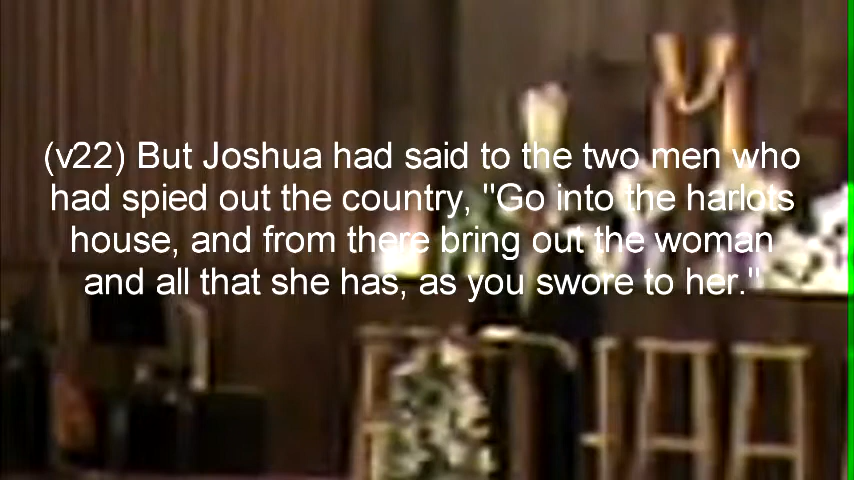 (v22) But Joshua had said to the two men who
had spied out the country, "Go into the harlots
house, and from there bring out the woman
and all that she has, as you swore to her."